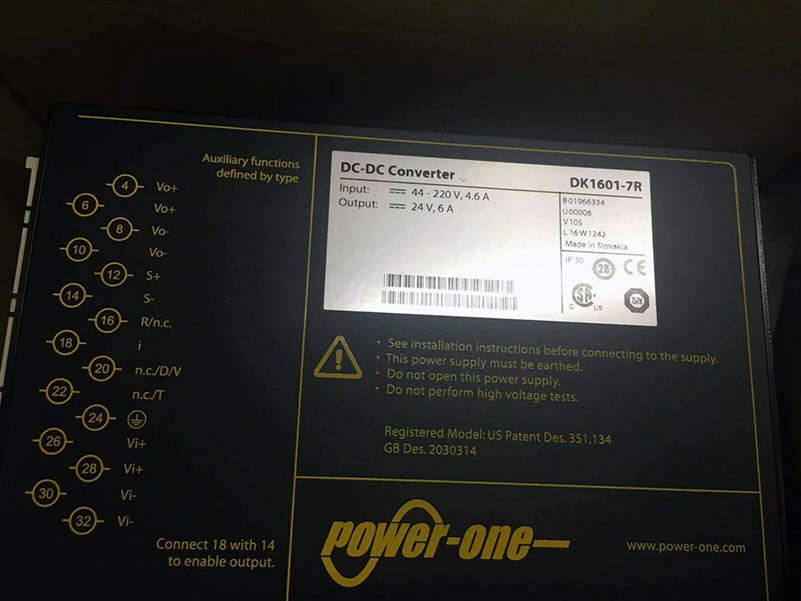 Auxiliary functions
defined by type
4 Vo+
6 Vo+
8 Vo-
10 Vo-
12 S+
14 S-
16 R/n.c.
18 i
20 n.c./D/V
22 n.c./T
24
26 Vi+
28 Vi+
30 Vi-
32 Vi-
Connect 18 with 14
to enable output.
DC-DC Converter
DK1601-7R
Input: 44 - 220 V, 4.6 A
Output: 24 V, 6 A
B 01966334
U 00006
V 105
L 16 W 1242
Made in Slovakia
IP 30
28
CE
C US
• See installation instructions before connecting to the supply.
• This power supply must be earthed.
• Do not open this power supply.
• Do not perform high voltage tests.
Registered Model: US Patent Des. 351,134
GB Des. 2030314
power-one
www.power-one.com